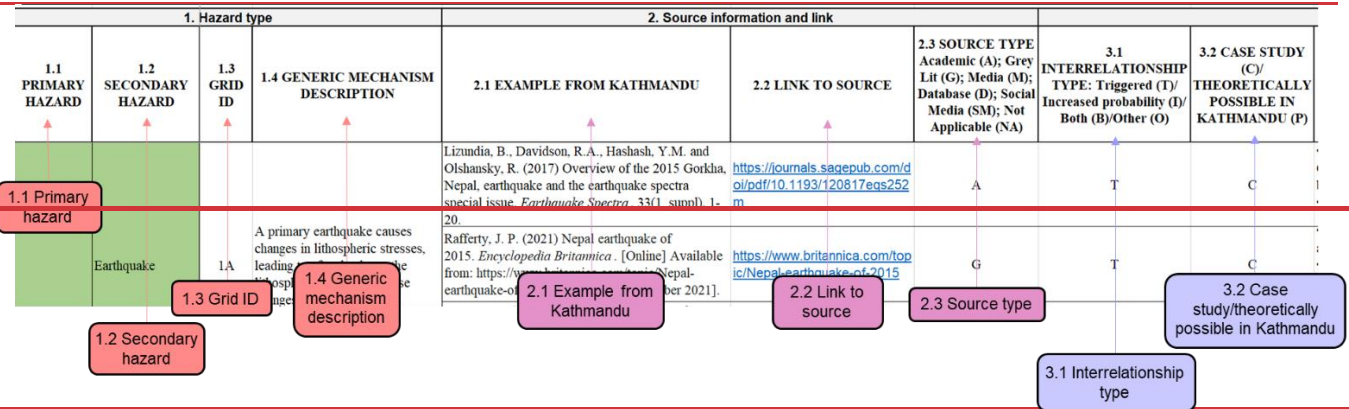 1. Hazard type
2. Source information and link
1.1
PRIMARY
HAZARD
1.2
SECONDARY
HAZARD
1.3
GRID
ID
1.4 GENERIC MECHANISM
DESCRIPTION
2.1 EXAMPLE FROM KATHMANDU
2.2 LINK TO SOURCE
2.3 SOURCE TYPE
Academic (A); Grey
Lit (G); Media (M);
Database (D); Social
Media (SM); Not
Applicable (NA)
3.1
INTERRELATIONSHIP
TYPE: Triggered (T)/
Increased probability (I)/
Both (B)/Other (O)
3.2 CASE STUDY
(C)/
THEORETICALLY
POSSIBLE IN
KATHMANDU (P)
Lizundia, B., Davidson, R.A., Hashash, Y.M. and
Olshansky, R. (2017) Overview of the 2015 Gorkha,
Nepal, earthquake and the earthquake spectra
special issue. Earthquake Spectra. 33(1_suppl), 1-
20.
https://journals.sagepub.com/d
oi/pdf/10.1193/120817eqs252
m
A
T
C
Earthquake
1A
A primary earthquake causes
changes in lithospheric stresses,
leading
Rafferty, J. P. (2021) Nepal earthquake of
2015. Encyclopedia Britannica. [Online] Available
from: https://www.britannica.com/topic/Nepal-
earthquake-of 2021].
https://www.britannica.com/top
ic/Nepal-earthquake-of-2015
G
T
C
1.1 Primary
hazard
1.2 Secondary
hazard
1.3 Grid ID
1.4 Generic
mechanism
description
2.1 Example from
Kathmandu
2.2 Link to
source
2.3 Source type
3.1 Interrelationship
type
3.2 Case
study/theoretically
possible in Kathmandu